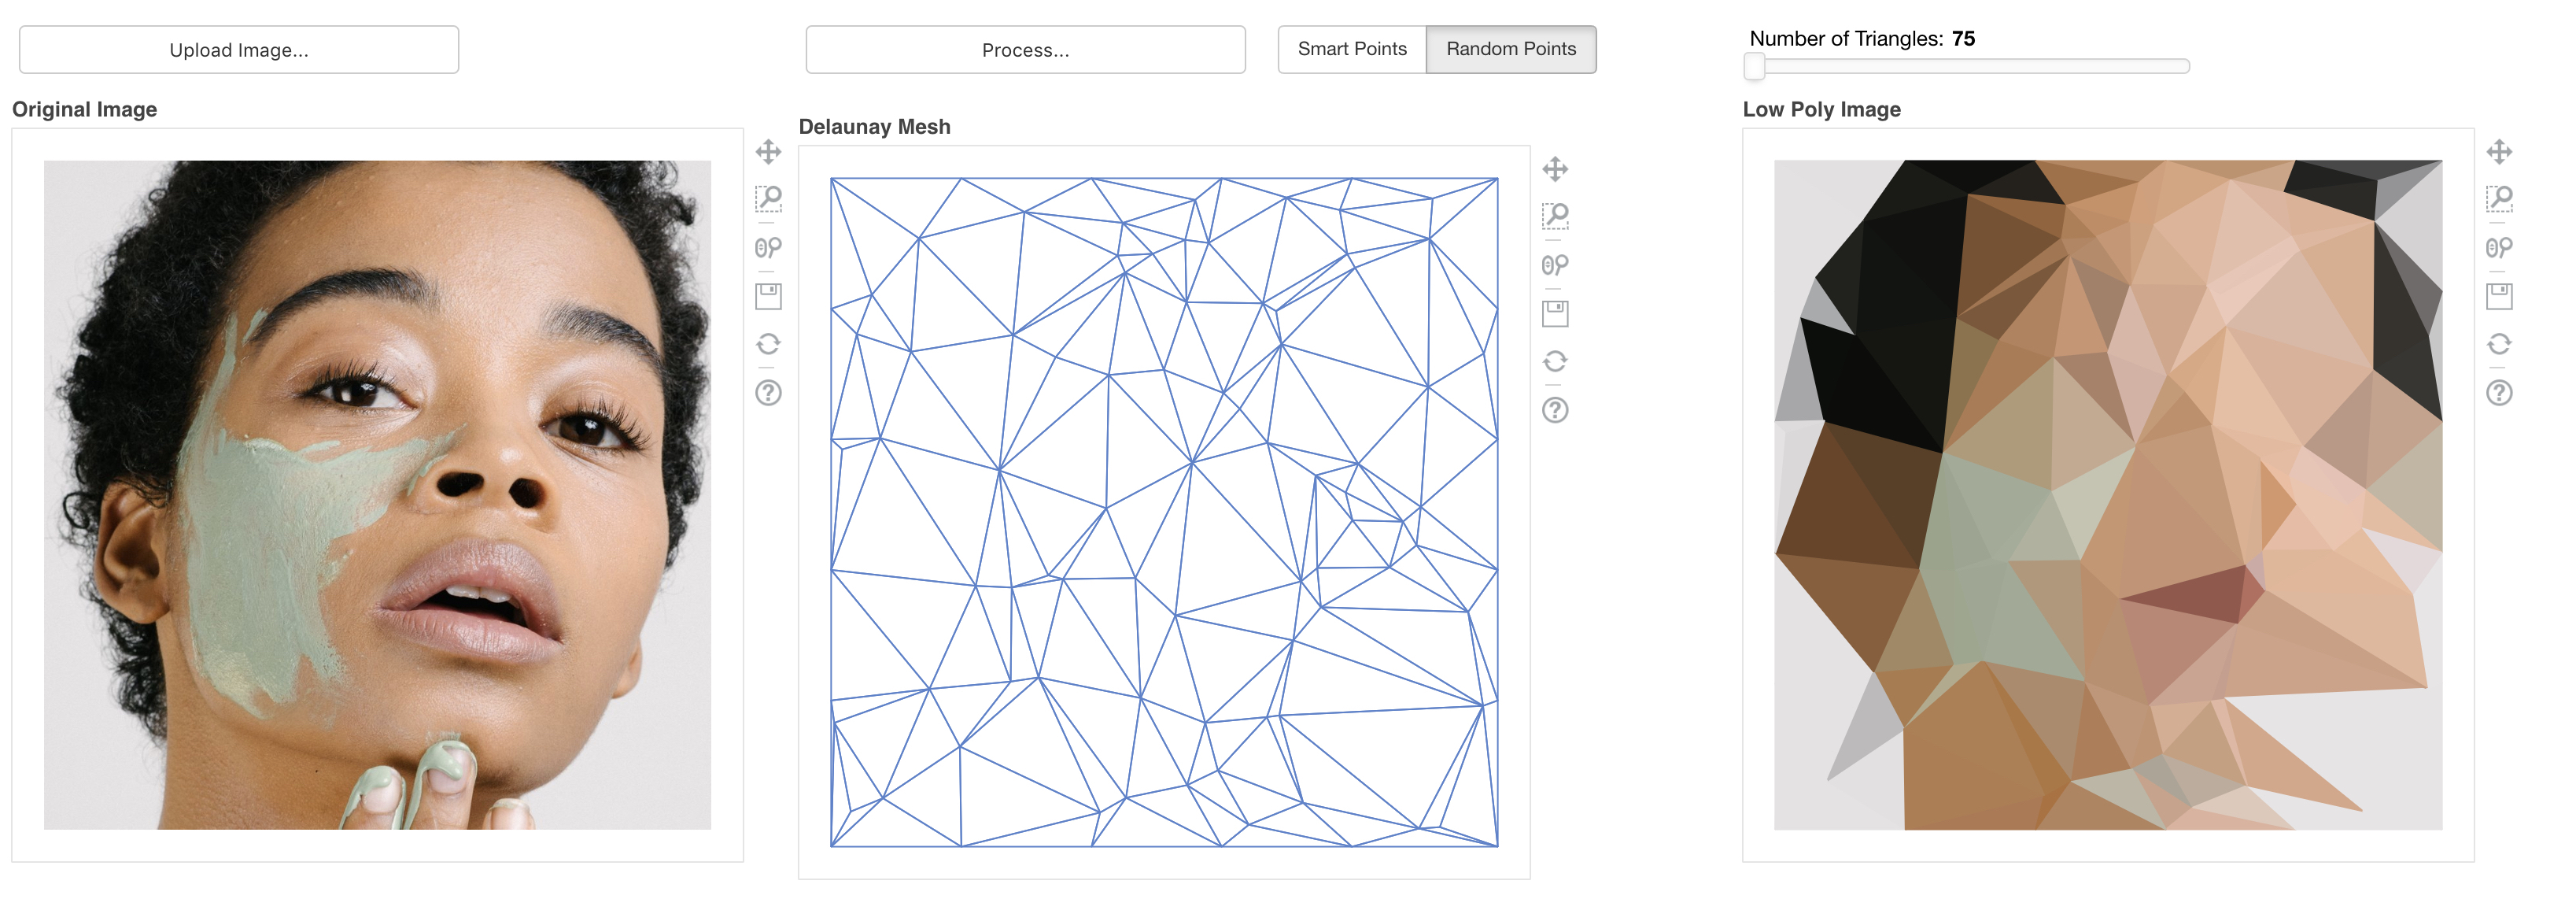 Upload Image...
Process...
Smart Points
Random Points
Number of Triangles: 75
Original Image
Delaunay Mesh
Low Poly Image